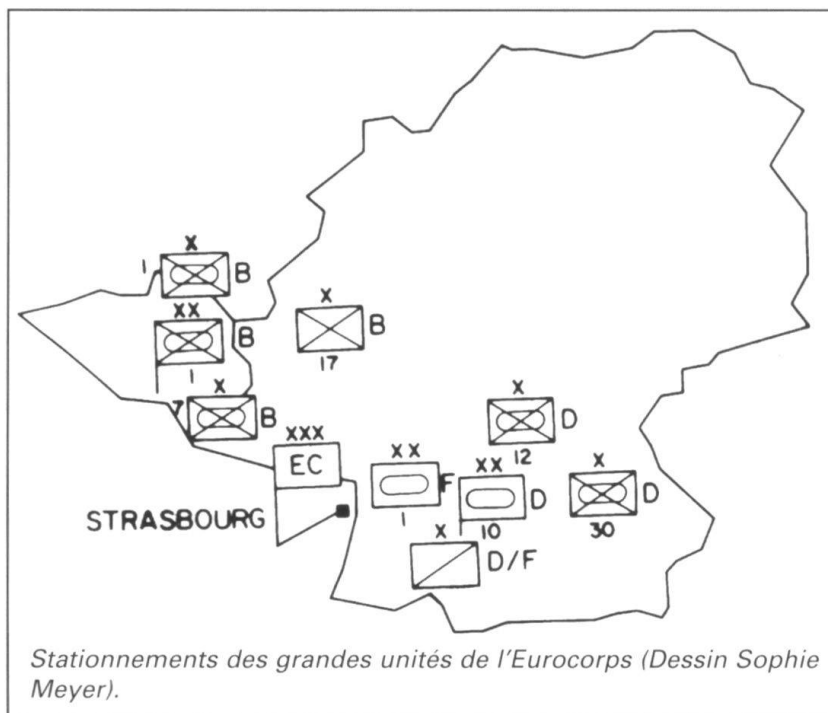 X
1 B
XX
B
1
X
B
17
X
7 B
XXX
EC
STRASBOURG
XX
F
1
X
D
12
XX
D
10
X
D
30
X
D/F
Stationnements des grandes unités de l'Eurocorps (Dessin Sophie
Meyer).